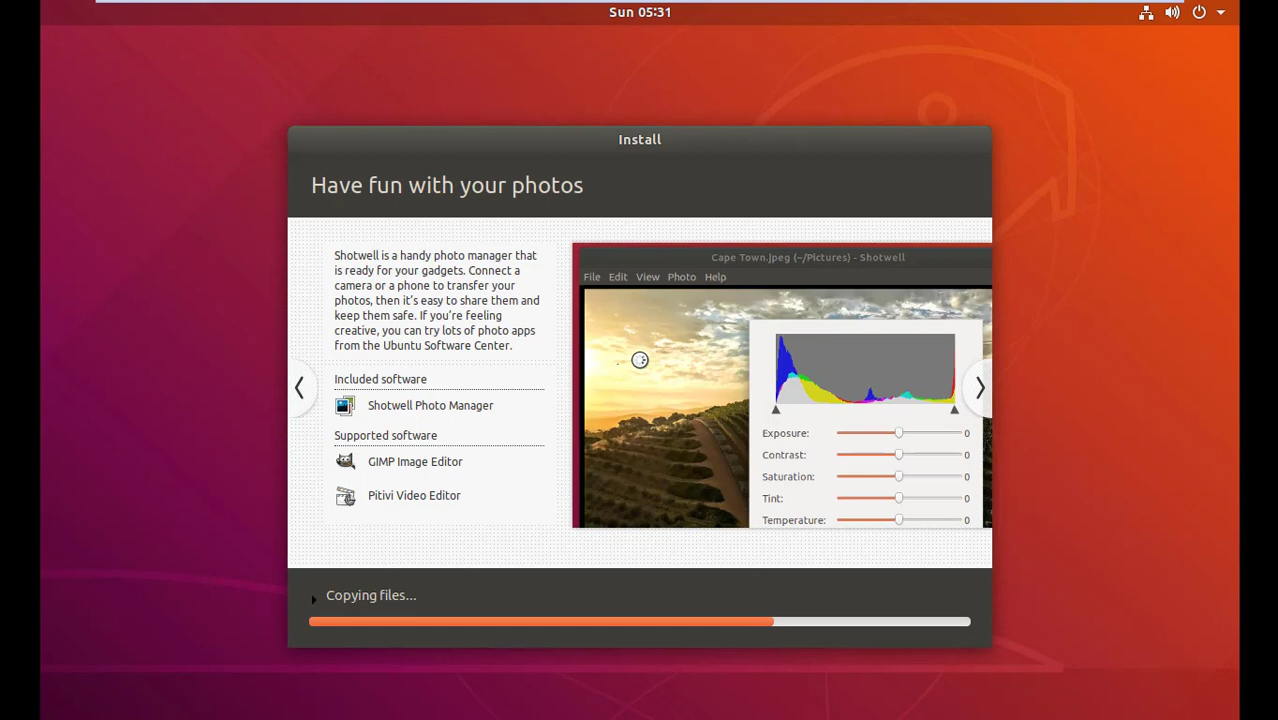 Sun 05:31
Install
Have fun with your photos
Shotwell is a handy photo manager that
is ready for your gadgets. Connect a
camera or a phone to transfer your
photos, then it's easy to share them and
keep them safe. If you're feeling
creative, you can try lots of photo apps
from the Ubuntu Software Center.
Included software
Shotwell Photo Manager
Supported software
GIMP Image Editor
Pitivi Video Editor
Cape Town.jpeg (~/Pictures) - Shotwell
File Edit View Photo Help
Exposure: 0
Contrast: 0
Saturation: 0
Tint: 0
Temperature: 0
Copying files...